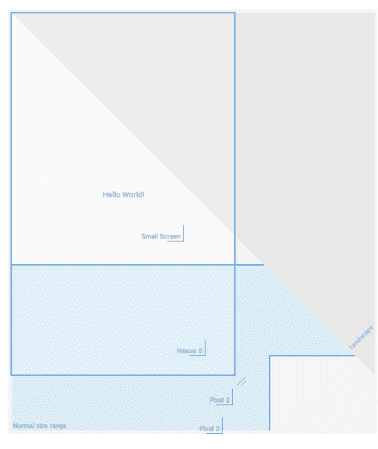 Hello World!
Small Screen
Landscape
Nexus 5
Pixel 2
Normal size range
Pixel 3